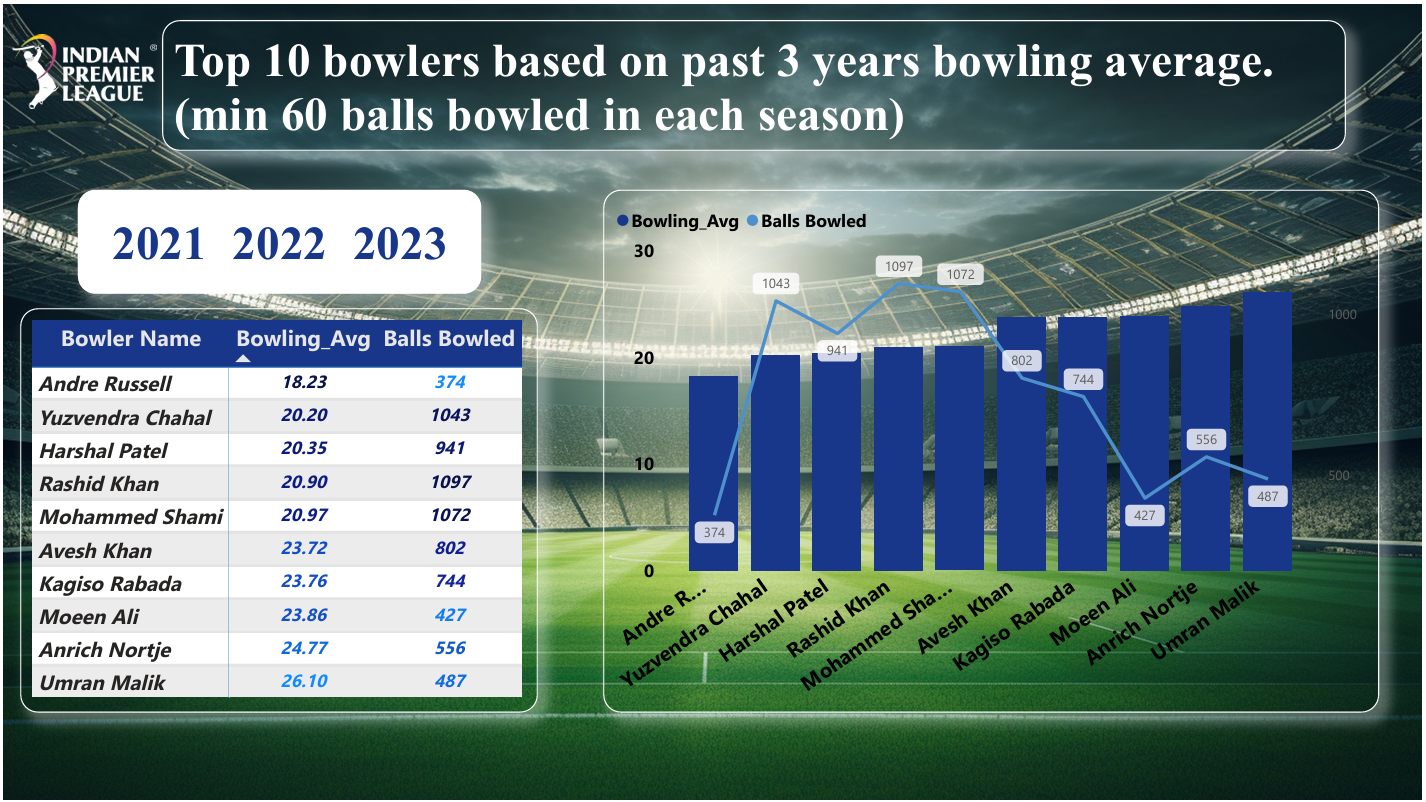 INDIAN
PREMIER
LEAGUE
®
Top 10 bowlers based on past 3 years bowling average.
(min 60 balls bowled in each season)
2021 2022 2023
Bowler Name Bowling_Avg Balls Bowled
Andre Russell 18.23 374
Yuzvendra Chahal 20.20 1043
Harshal Patel 20.35 941
Rashid Khan 20.90 1097
Mohammed Shami 20.97 1072
Avesh Khan 23.72 802
Kagiso Rabada 23.76 744
Moeen Ali 23.86 427
Anrich Nortje 24.77 556
Umran Malik 26.10 487
Bowling_Avg Balls Bowled
30
20
10
0
1000
500
374
1043
941
1097
1072
802
744
427
556
487
Andre R...
Yuzvendra Chahal
Harshal Patel
Rashid Khan
Mohammed Sha...
Avesh Khan
Kagiso Rabada
Moeen Ali
Anrich Nortje
Umran Malik